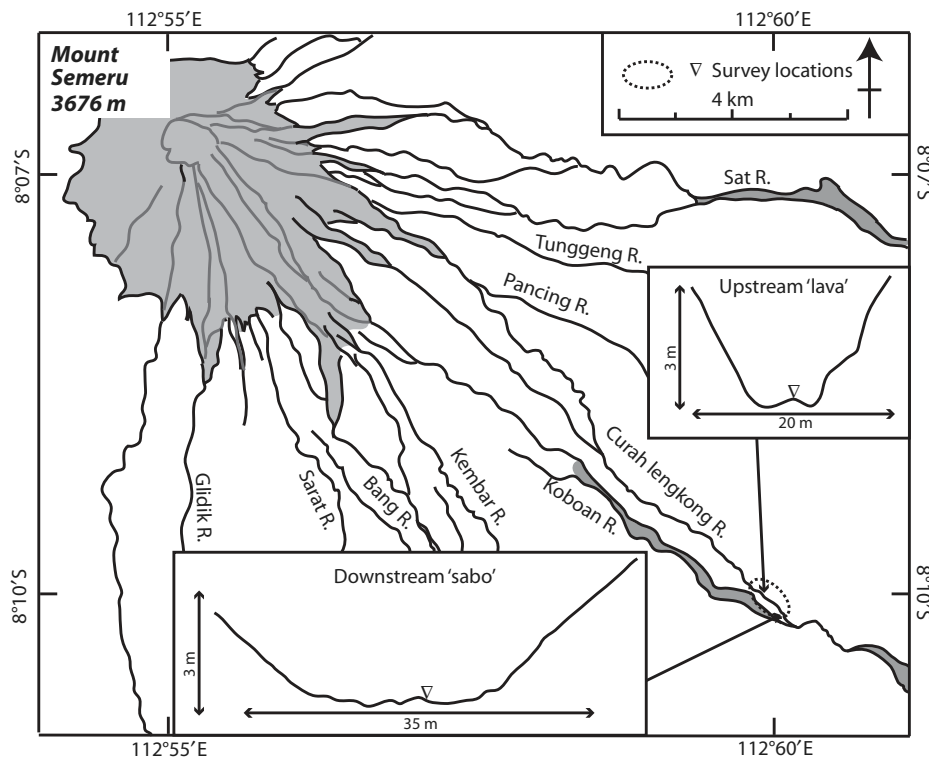 112°55′E
112°60′E
Mount
Semeru
3676 m
∇ Survey locations
4 km
8°07′S
8°07′S
Sat R.
Tunggeng R.
Pancing R.
Upstream ‘lava’
3 m
∇
20 m
Curah lengkong R.
Koboan R.
Kembar R.
Bang R.
Sarat R.
Glidik R.
8°10′S
8°10′S
Downstream ‘sabo’
3 m
∇
35 m
112°55′E
112°60′E